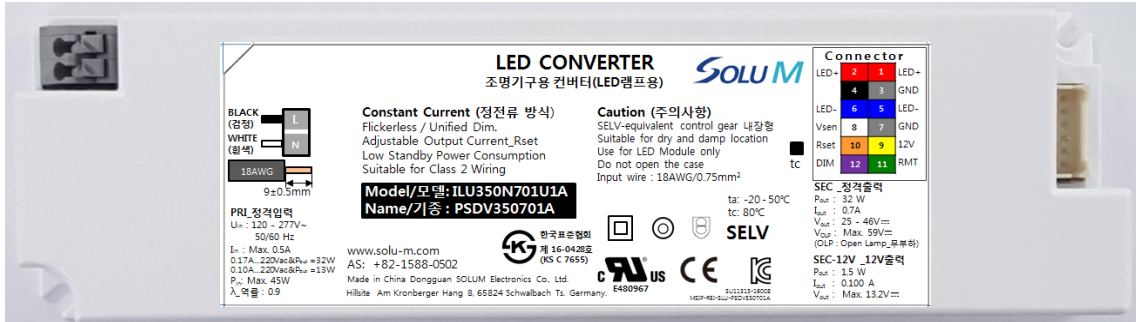 LED CONVERTER
조명기구용 컨버터(LED램프용)
SOLU M
BLACK
(검정)
L
WHITE
(흰색)
N
18AWG
9±0.5mm
PRI_정격입력
Uin : 120 - 277V~
50/60 Hz
Iin : Max. 0.5A
0.17A...220Vac&Pout =32W
0.10A...220Vac&Pout =13W
Pin: Max. 45W
λ_역률 : 0.9
Constant Current (정전류 방식)
Flickerless / Unified Dim.
Adjustable Output Current_Rset
Low Standby Power Consumption
Suitable for Class 2 Wiring
Model/모델: ILU350N701U1A
Name/기종 : PSDV350701A
Caution (주의사항)
SELV-equivalent control gear 내장형
Suitable for dry and damp location
Use for LED Module only
Do not open the case
Input wire : 18AWG/0.75mm²
tc
ta: -20 - 50℃
tc: 80℃
SELV
한국표준협회
제 16-0428호
(KS C 7655)
www.solu-m.com
AS: +82-1588-0502
Made in China Dongguan SOLUM Electronics Co., Ltd.
Hillsite Am Kronberger Hang 8, 65824 Schwalbach Ts. Germany.
c RU US
E480967
CE
SU11315-16008
MSIP-REI-SLU-PSDV350701A
Connector
LED+ 2 1 LED+
4 3 GND
LED- 6 5 LED-
Vsen 8 7 GND
Rset 10 9 12V
DIM 12 11 RMT
SEC _정격출력
Pout : 32 W
Iout : 0.7A
Vout : 25 - 46V⎓
VOLP : Max. 59V⎓
(OLP : Open Lamp_무부하)
SEC-12V _12V출력
Pout : 1.5 W
Iout : 0.100 A
Vout : Max. 13.2V⎓